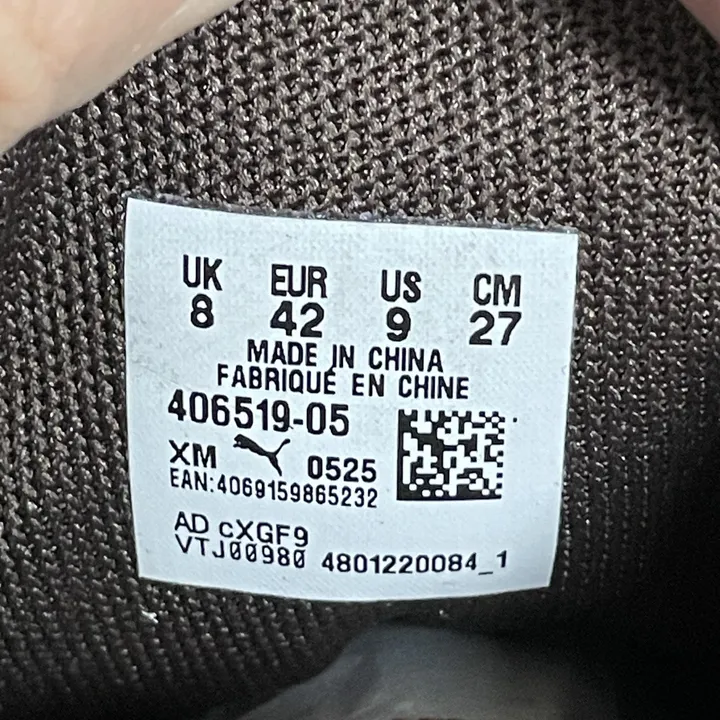 UK EUR US CM
8 42 9 27
MADE IN CHINA
FABRIQUÉ EN CHINE
406519-05
XM 0525
EAN:4069159865232
AD cXGF9
VTJ00980 4801220084_1